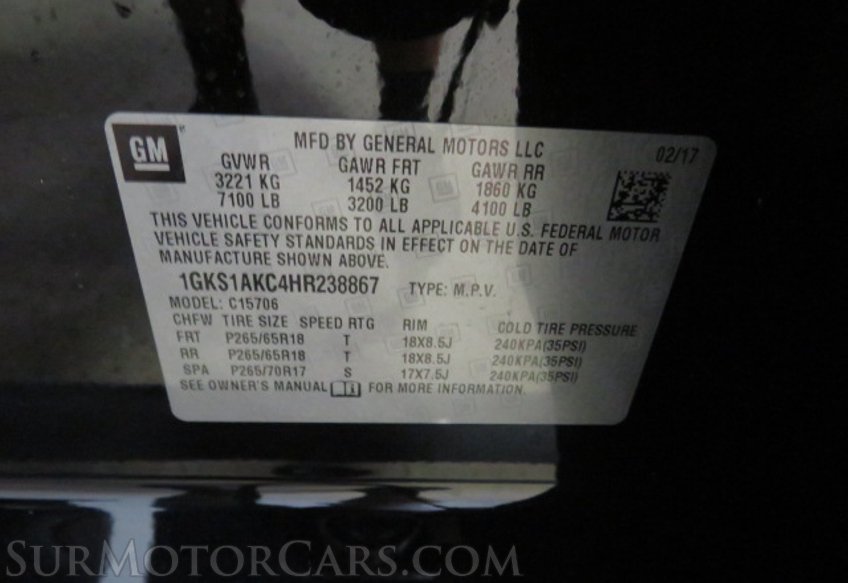 GM
MFD BY GENERAL MOTORS LLC 02/17
GVWR GAWR FRT GAWR RR
3221 KG 1452 KG 1860 KG
7100 LB 3200 LB 4100 LB
THIS VEHICLE CONFORMS TO ALL APPLICABLE U.S. FEDERAL MOTOR
VEHICLE SAFETY STANDARDS IN EFFECT ON THE DATE OF
MANUFACTURE SHOWN ABOVE.
1GKS1AKC4HR238867 TYPE: M.P.V.
MODEL: C15706
CHFW TIRE SIZE SPEED RTG RIM COLD TIRE PRESSURE
FRT P265/65R18 T 18X8.5J 240KPA(35PSI)
RR P265/65R18 T 18X8.5J 240KPA(35PSI)
SPA P265/70R17 S 17X7.5J 240KPA(35PSI)
SEE OWNER'S MANUAL FOR MORE INFORMATION.
SURMOTORCARS.COM